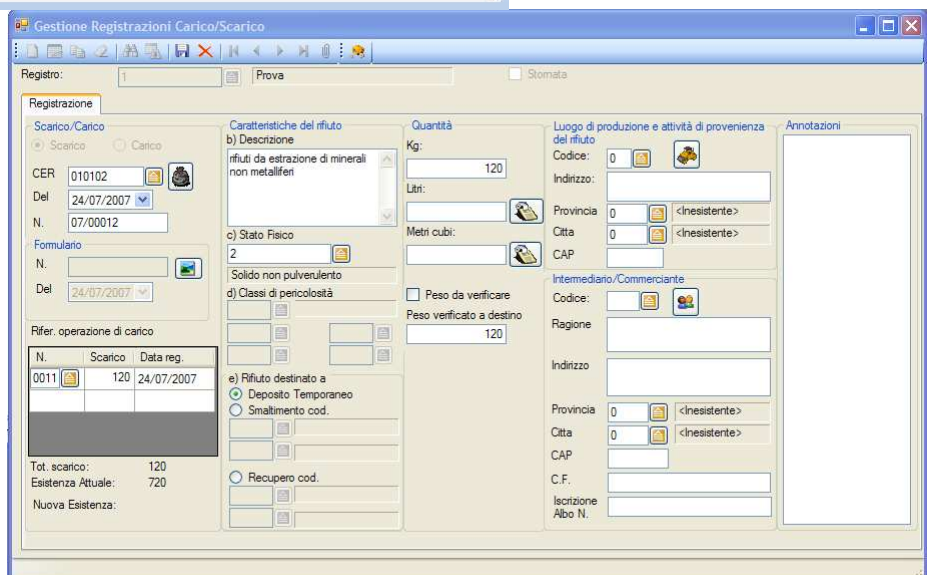 Gestione Registrazioni Carico/Scarico
Registro: 1 Prova Stornata
Registrazione
Scarico/Carico
Scarico Carico
CER 010102
Del 24/07/2007
N. 07/00012
Formulario
N.
Del 24/07/2007
Rifer. operazione di carico
N. Scarico Data reg.
0011 120 24/07/2007
Tot. scarico: 120
Esistenza Attuale: 720
Nuova Esistenza:
Caratteristiche del rifiuto
b) Descrizione
rifiuti da estrazione di minerali
non metalliferi
c) Stato Fisico
2
Solido non pulverulento
d) Classi di pericolosità
e) Rifiuto destinato a
Deposito Temporaneo
Smaltimento cod.
Recupero cod.
Quantità
Kg:
120
Litri:
Metri cubi:
Peso da verificare
Peso verificato a destino
120
Luogo di produzione e attività di provenienza
del rifiuto
Codice: 0
Indirizzo:
Provincia 0 <Inesistente>
Citta 0 <Inesistente>
CAP
Intermediario/Commerciante
Codice:
Ragione
Indirizzo
Provincia 0 <Inesistente>
Citta 0 <Inesistente>
CAP
C.F.
Iscrizione
Albo N.
Annotazioni